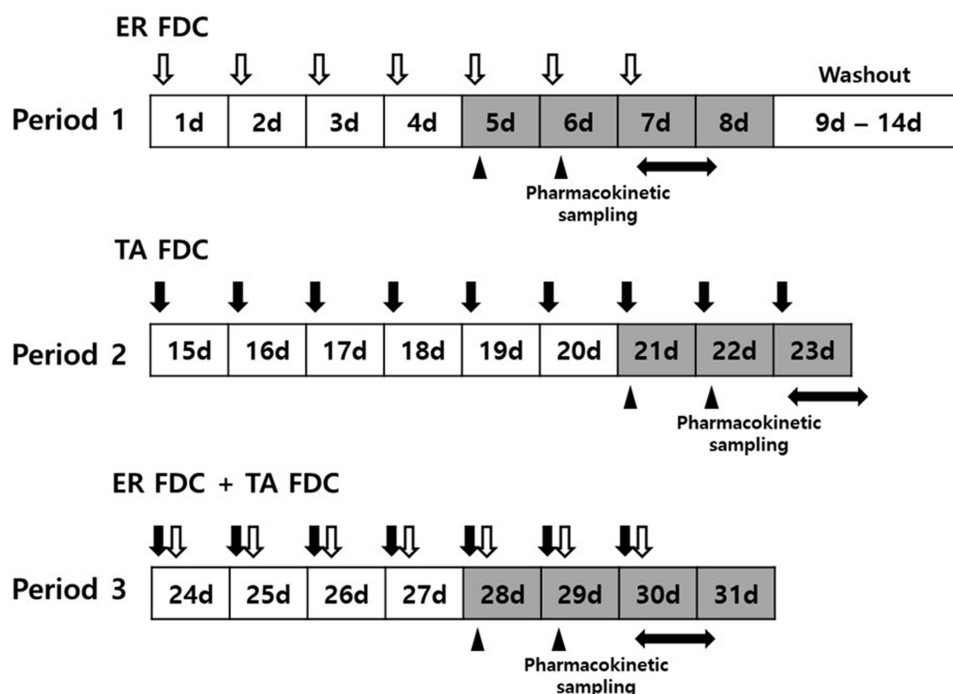 ER FDC
Washout
Period 1
1d 2d 3d 4d 5d 6d 7d 8d 9d – 14d
Pharmacokinetic
sampling
TA FDC
Period 2
15d 16d 17d 18d 19d 20d 21d 22d 23d
Pharmacokinetic
sampling
ER FDC + TA FDC
Period 3
24d 25d 26d 27d 28d 29d 30d 31d
Pharmacokinetic
sampling